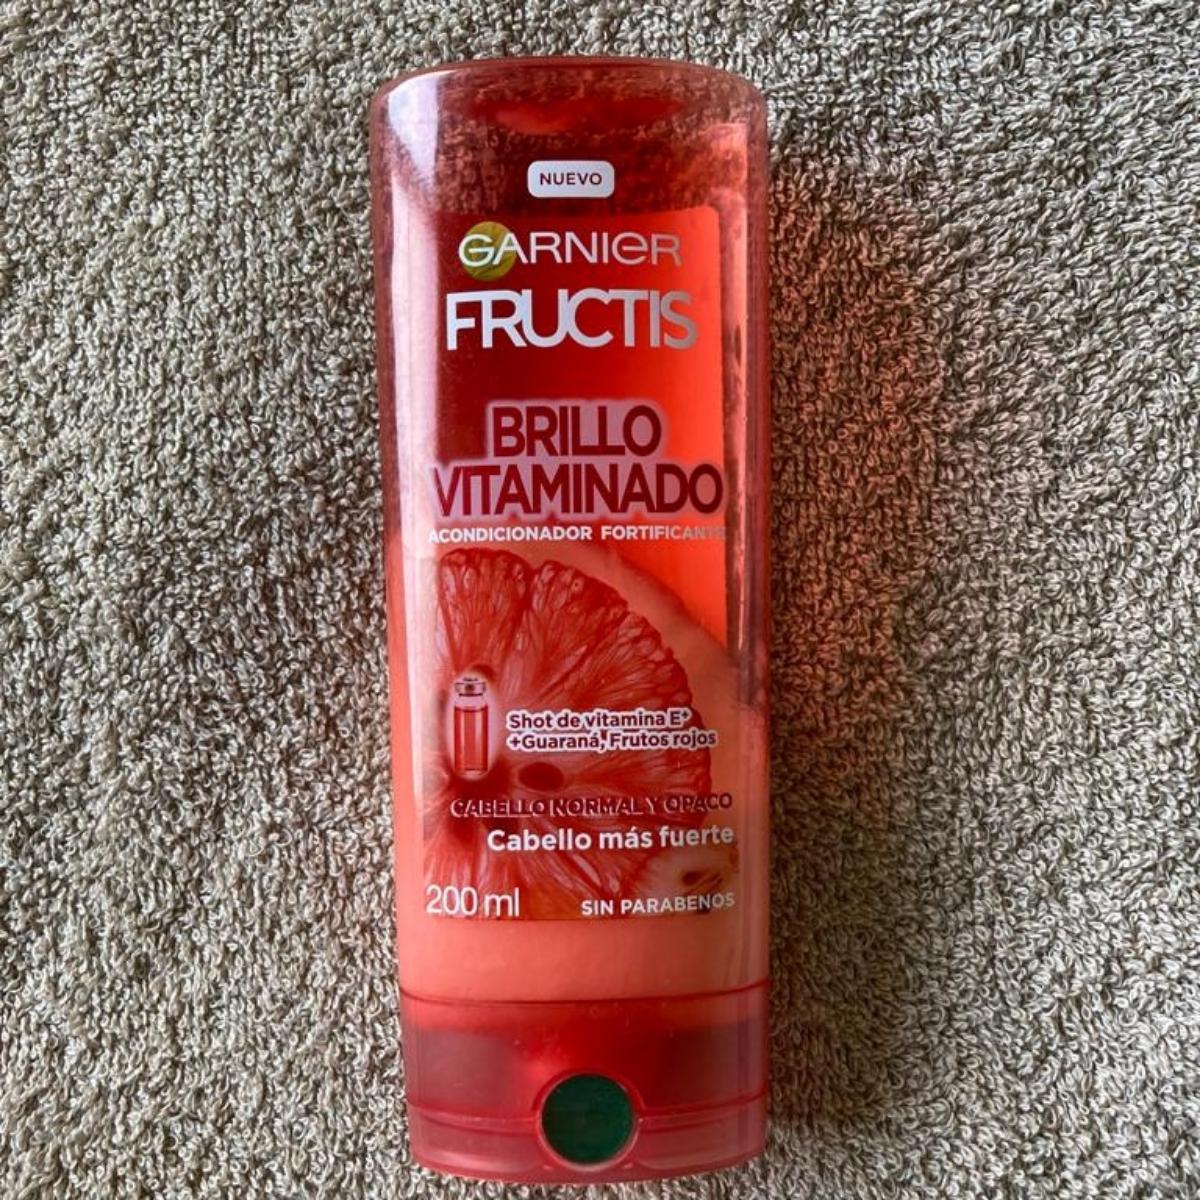 NUEVO
GARNIER
FRUCTIS
BRILLO
VITAMINADO
ACONDICIONADOR FORTIFICANTE
Shot de vitamina E*
+Guaraná, Frutos rojos
CABELLO NORMAL Y OPACO
Cabello más fuerte
200 ml SIN PARABENOS